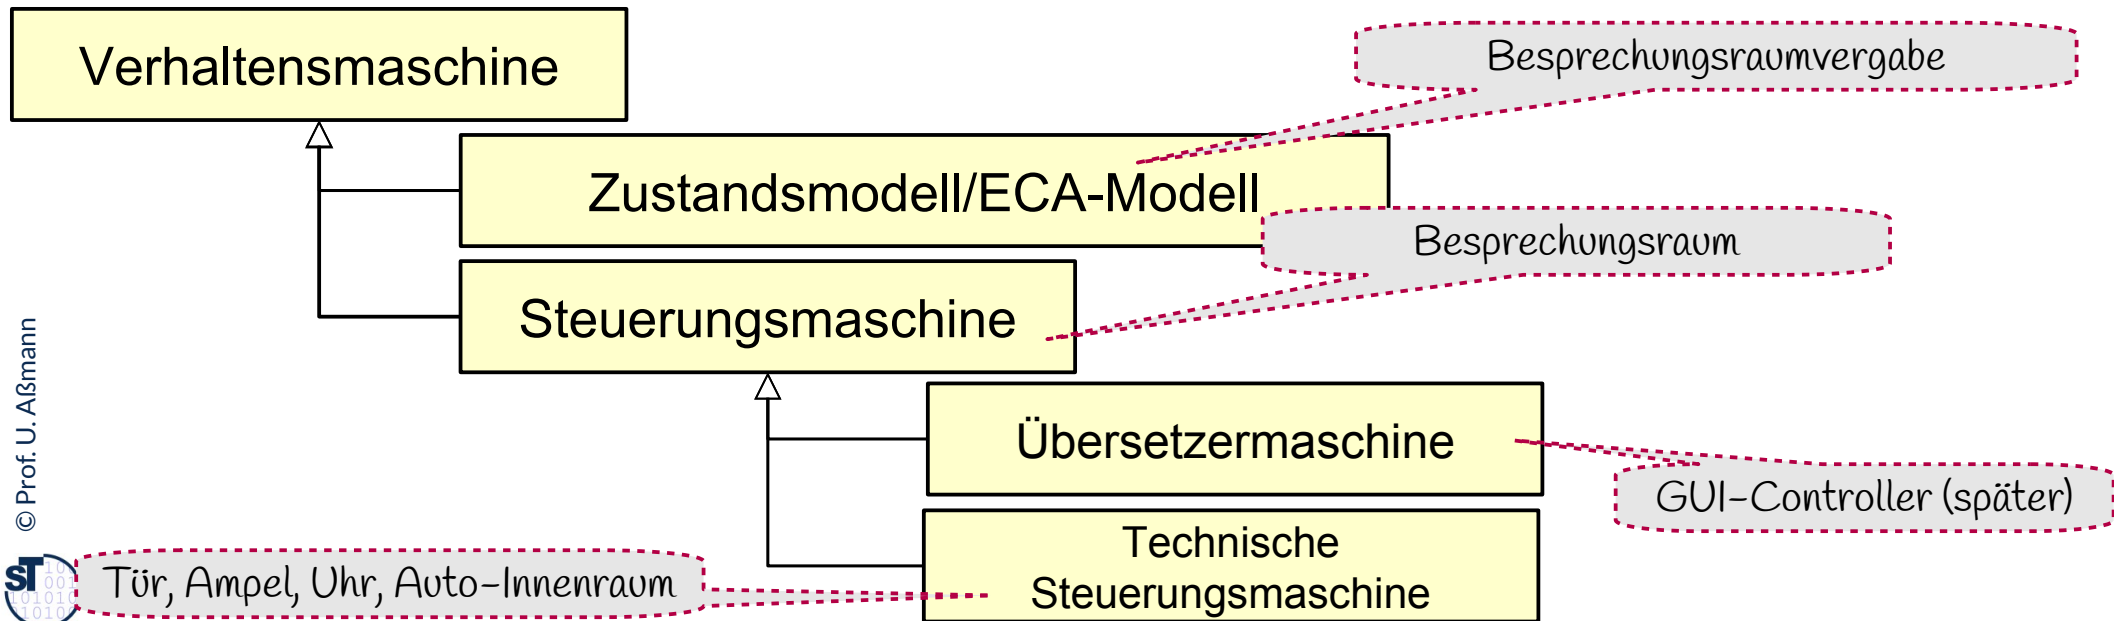 Verhaltensmaschine
Besprechungsraumvergabe
Zustandsmodell/ECA-Modell
Besprechungsraum
Steuerungsmaschine
Übersetzermaschine
GUI-Controller (später)
Technische
Steuerungsmaschine
Tür, Ampel, Uhr, Auto-Innenraum
© Prof. U. Aßmann
ST